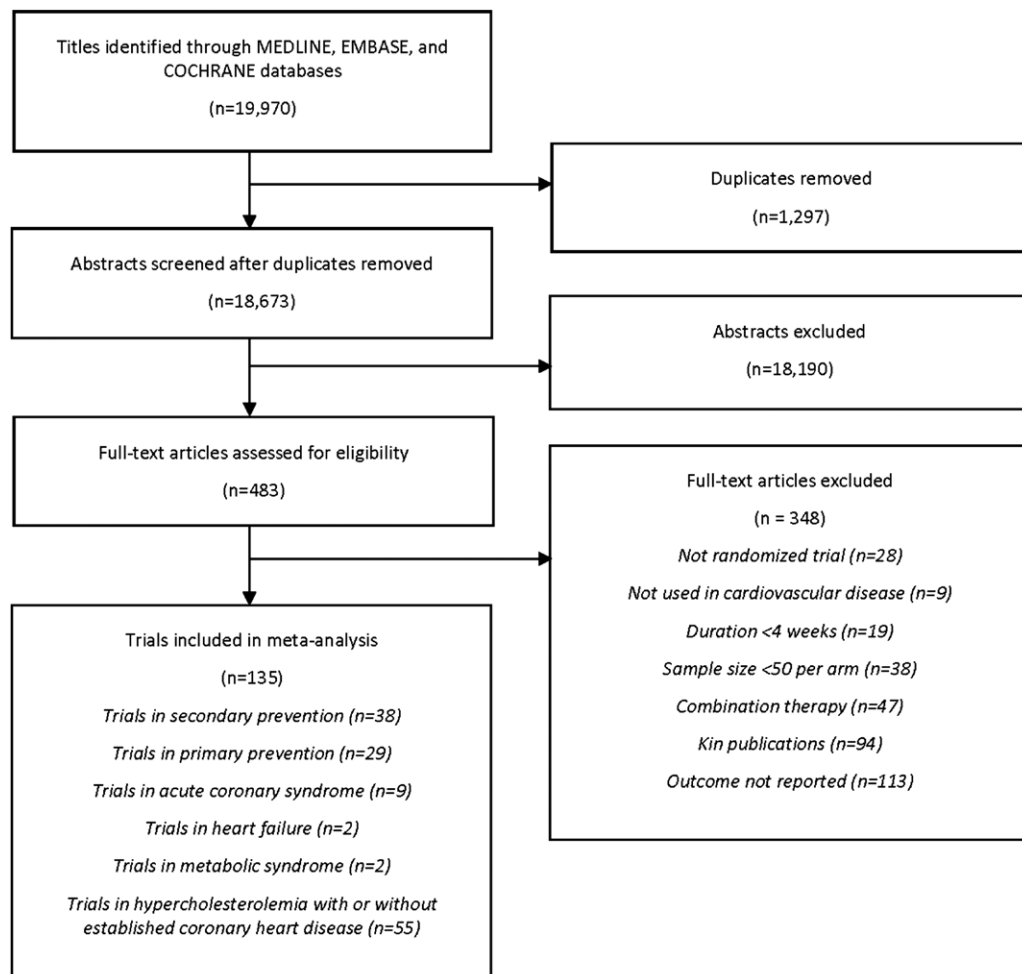 Titles identified through MEDLINE, EMBASE, and
COCHRANE databases
(n=19,970)
Duplicates removed
(n=1,297)
Abstracts screened after duplicates removed
(n=18,673)
Abstracts excluded
(n=18,190)
Full-text articles assessed for eligibility
(n=483)
Full-text articles excluded
(n = 348)
Not randomized trial (n=28)
Not used in cardiovascular disease (n=9)
Duration <4 weeks (n=19)
Sample size <50 per arm (n=38)
Combination therapy (n=47)
Kin publications (n=94)
Outcome not reported (n=113)
Trials included in meta-analysis
(n=135)
Trials in secondary prevention (n=38)
Trials in primary prevention (n=29)
Trials in acute coronary syndrome (n=9)
Trials in heart failure (n=2)
Trials in metabolic syndrome (n=2)
Trials in hypercholesterolemia with or without
established coronary heart disease (n=55)